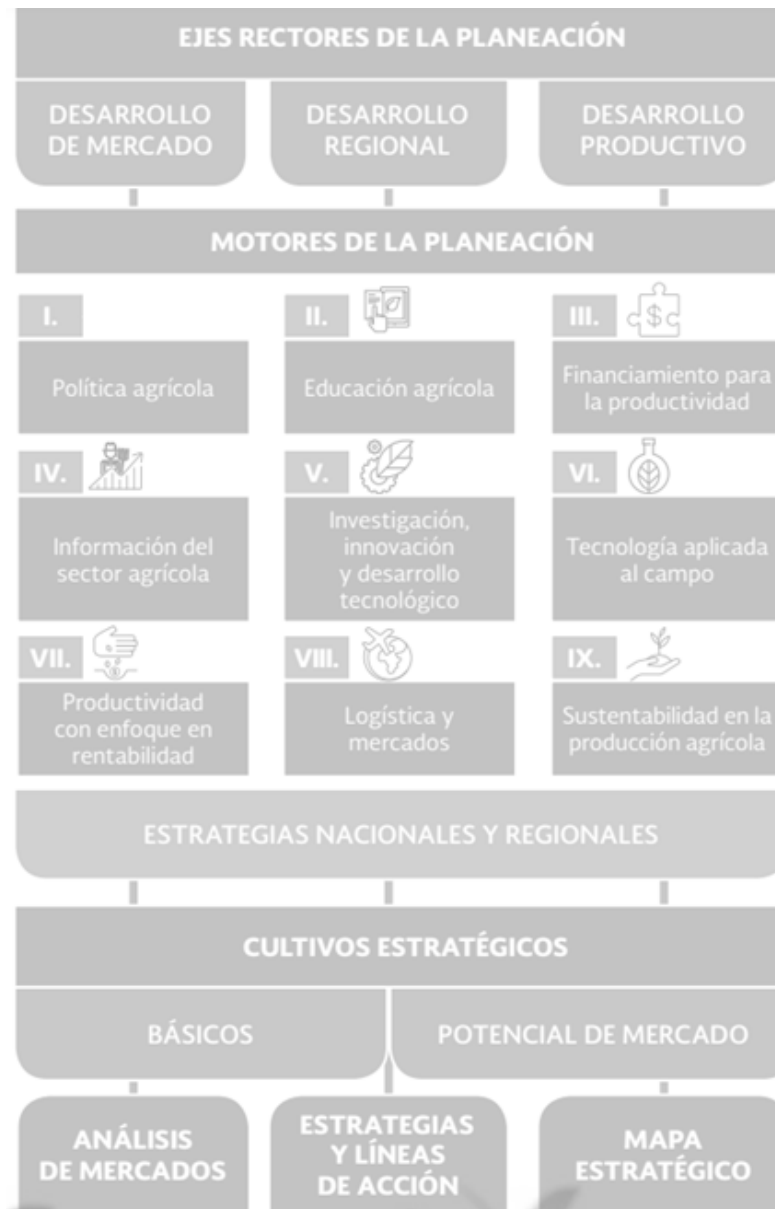 EJES RECTORES DE LA PLANEACIÓN
DESARROLLO
DE MERCADO
DESARROLLO
REGIONAL
DESARROLLO
PRODUCTIVO
MOTORES DE LA PLANEACIÓN
I.
Política agrícola
II.
Educación agrícola
III.
$
Financiamiento para
la productividad
IV.
Información del
sector agrícola
V.
Investigación,
innovación
y desarrollo
tecnológico
VI.
Tecnología aplicada
al campo
VII.
Productividad
con enfoque en
rentabilidad
VIII.
Logística y
mercados
IX.
Sustentabilidad en la
producción agrícola
ESTRATEGIAS NACIONALES Y REGIONALES
CULTIVOS ESTRATÉGICOS
BÁSICOS
POTENCIAL DE MERCADO
ANÁLISIS
DE MERCADOS
ESTRATEGIAS
Y LÍNEAS
DE ACCIÓN
MAPA
ESTRATÉGICO